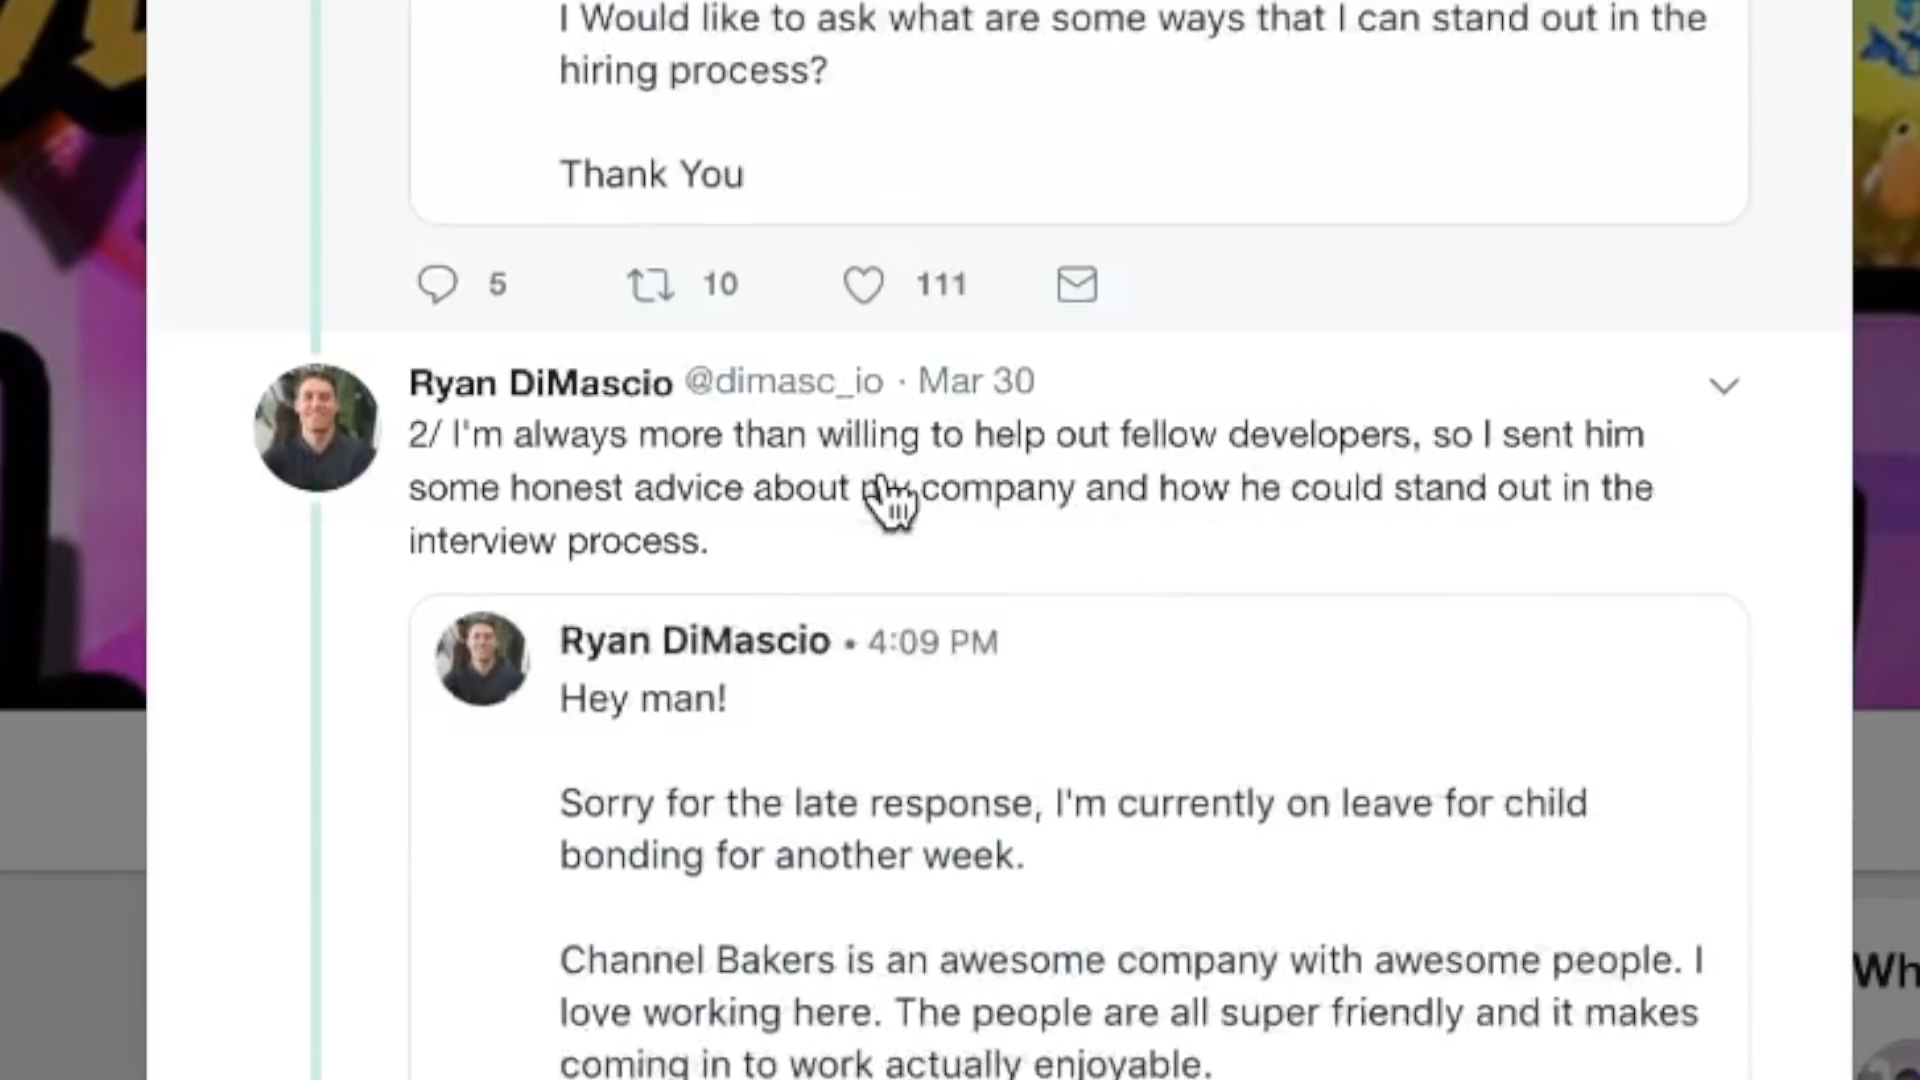 I Would like to ask what are some ways that I can stand out in the
hiring process?
Thank You
5 10 111
Ryan DiMascio @dimasc_io · Mar 30
2/ I'm always more than willing to help out fellow developers, so I sent him
some honest advice about my company and how he could stand out in the
interview process.
Ryan DiMascio • 4:09 PM
Hey man!
Sorry for the late response, I'm currently on leave for child
bonding for another week.
Channel Bakers is an awesome company with awesome people. I
love working here. The people are all super friendly and it makes
coming in to work actually enjoyable.
Wh